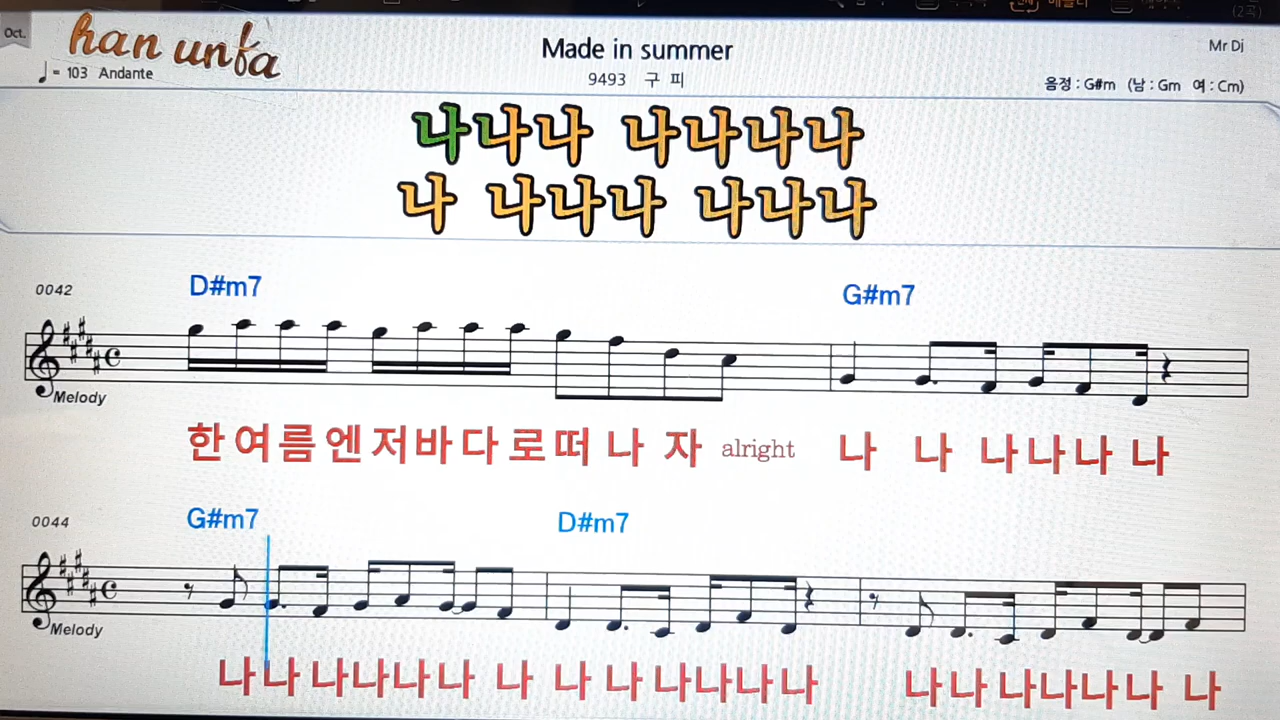 Oct.
han unfa
Made in summer
Mr Dj
= 103 Andante
9493 구 피
음정 : G#m (남 : Gm 여 : Cm)
나나나 나나나나
나 나나나 나나나
0042
D#m7
G#m7
Melody
한여름엔저바다로떠나자 alright 나 나 나나나 나
0044
G#m7
D#m7
Melody
나나나나나나 나 나 나 나나나나 나나나나나나 나